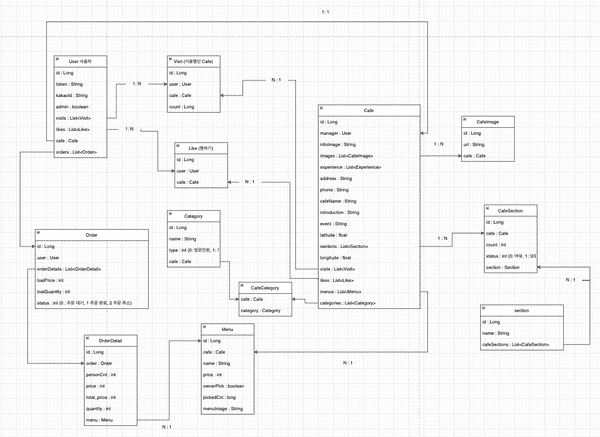 1: 1
User 사용자
id : Long
token : String
kakaoId : String
admin : boolean
visits : List<Visit>
likes : List<Like>
cafe : Cafe
orders : List<Order>
1: N
1: N
Visit (이용했던 Cafe)
id : Long
user : User
cafe : Cafe
count : Long
N : 1
Like (찜하기)
id : Long
user : User
cafe : Cafe
N : 1
Cafe
id : Long
manager : User
infoImage : String
images : List<CafeImage>
experience : List<Experience>
address : String
phone : String
cafeName : String
introduction : String
event : String
latitude : float
sections : List<Section>
longitude : float
visits : List<Visit>
likes : List<Like>
menus : List<Menu>
categories : List<Category>
1: N
CafeImage
id : Long
url : String
cafe : Cafe
1: N
CafeSection
id : Long
cafe : Cafe
count : int
status : int (0:
section : Section
N : 1
section
id : Long
name : String
cafeSections : List<CafeSection>
Category
id : Long
name : String
type : int (0: 방문인원, 1:
cafe : Cafe
CafeCategory
cafe : Cafe
category : Category
Order
id : Long
user : User
orderDetails : List<OrderDetail>
totalPrice : int
totalQuantity : int
status : int (0 : 주문 대기, 1 주문 완료, 2 주문 취소)
OrderDetail
id : Long
order : Order
personCnt : int
price : int
total_price : int
quantity : int
menu : Menu
N : 1
Menu
id : Long
cafe : Cafe
name : String
price : int
ownerPick : boolean
pickedCnt : long
menuImage : String
N : 1